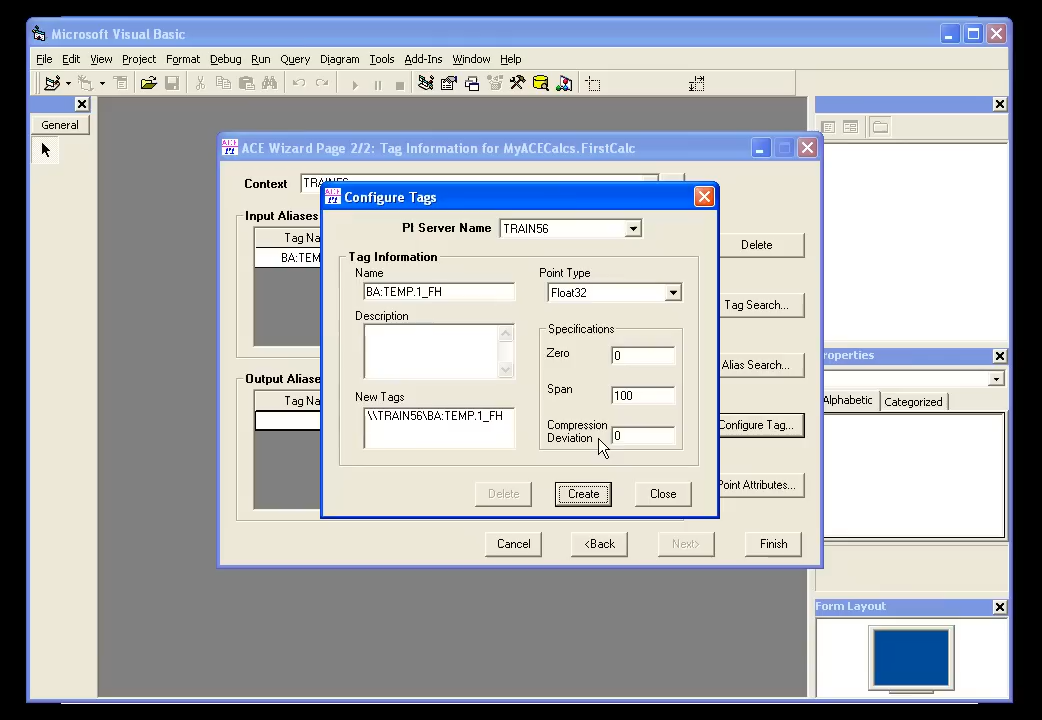 Microsoft Visual Basic
File Edit View Project Format Debug Run Query Diagram Tools Add-Ins Window Help
General
ACE Wizard Page 2/2: Tag Information for MyACECalcs.FirstCalc
Context
Configure Tags
PI Server Name TRAIN56
Input Aliases
Tag Na
BA:TEM
Output Aliase
Tag Na
Tag Information
Name
BA:TEMP.1_FH
Description
New Tags
\\TRAIN56\BA:TEMP.1_FH
Point Type
Float32
Specifications
Zero 0
Span 100
Compression
Deviation 0
Delete Create Close
Delete
Tag Search...
Alias Search...
Configure Tag...
Point Attributes...
Cancel <Back Next> Finish
roperties
Alphabetic Categorized
Form Layout